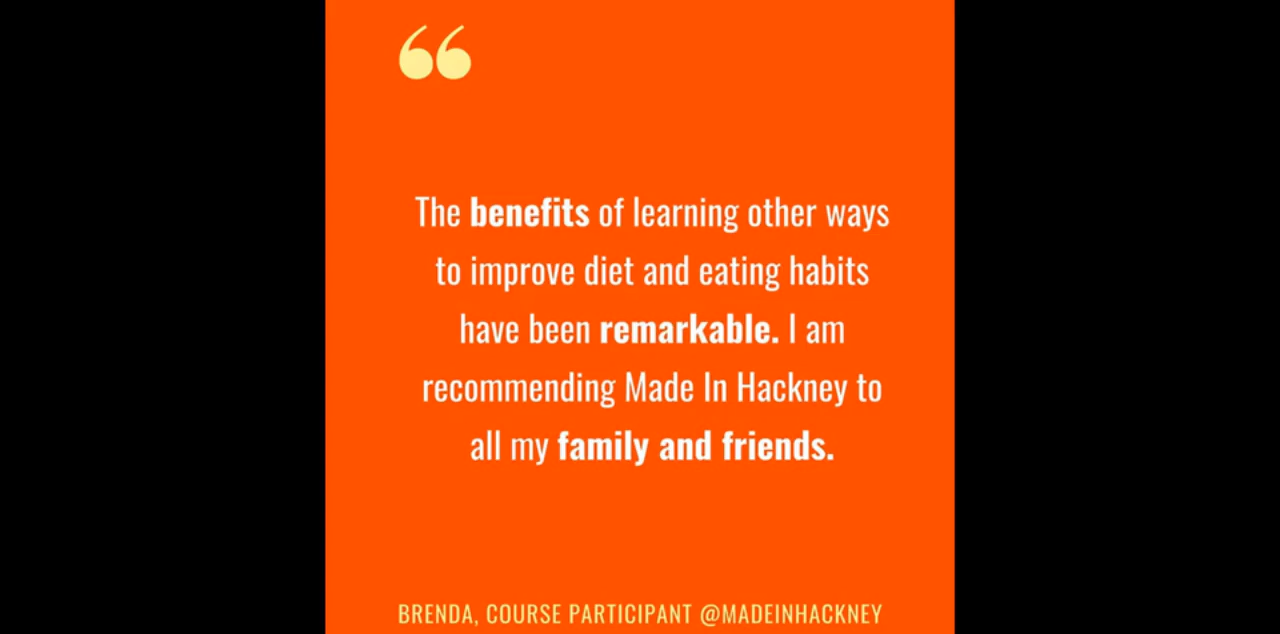 “
The benefits of learning other ways
to improve diet and eating habits
have been remarkable. I am
recommending Made In Hackney to
all my family and friends.
BRENDA, COURSE PARTICIPANT @MADEINHACKNEY